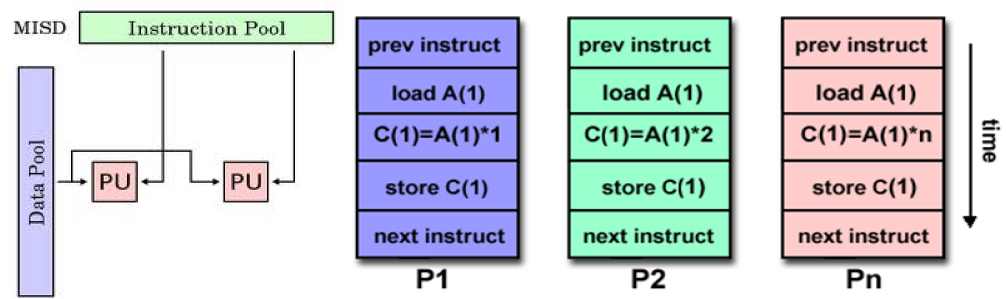 MISD
Instruction Pool
Data Pool
PU
PU
prev instruct
load A(1)
C(1)=A(1)*1
store C(1)
next instruct
P1
prev instruct
load A(1)
C(1)=A(1)*2
store C(1)
next instruct
P2
prev instruct
load A(1)
C(1)=A(1)*n
store C(1)
next instruct
Pn
time